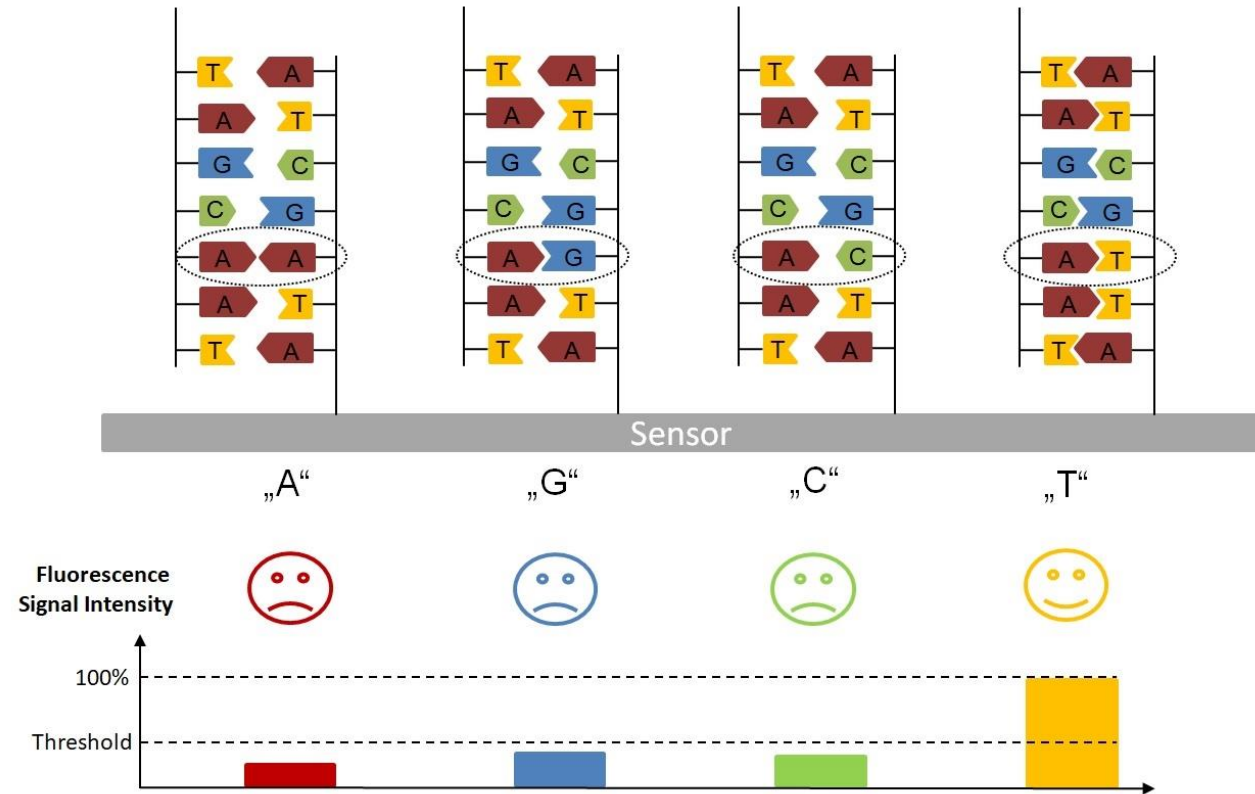 T A T A T A T A
A T A T A T A T
G C G C G C G C
C G C G C G C G
A A A G A C A T
A T A T A T A T
T A T A T A T A
Sensor
„A“ „G“ „C“ „T“
Fluorescence
Signal Intensity
100%
Threshold